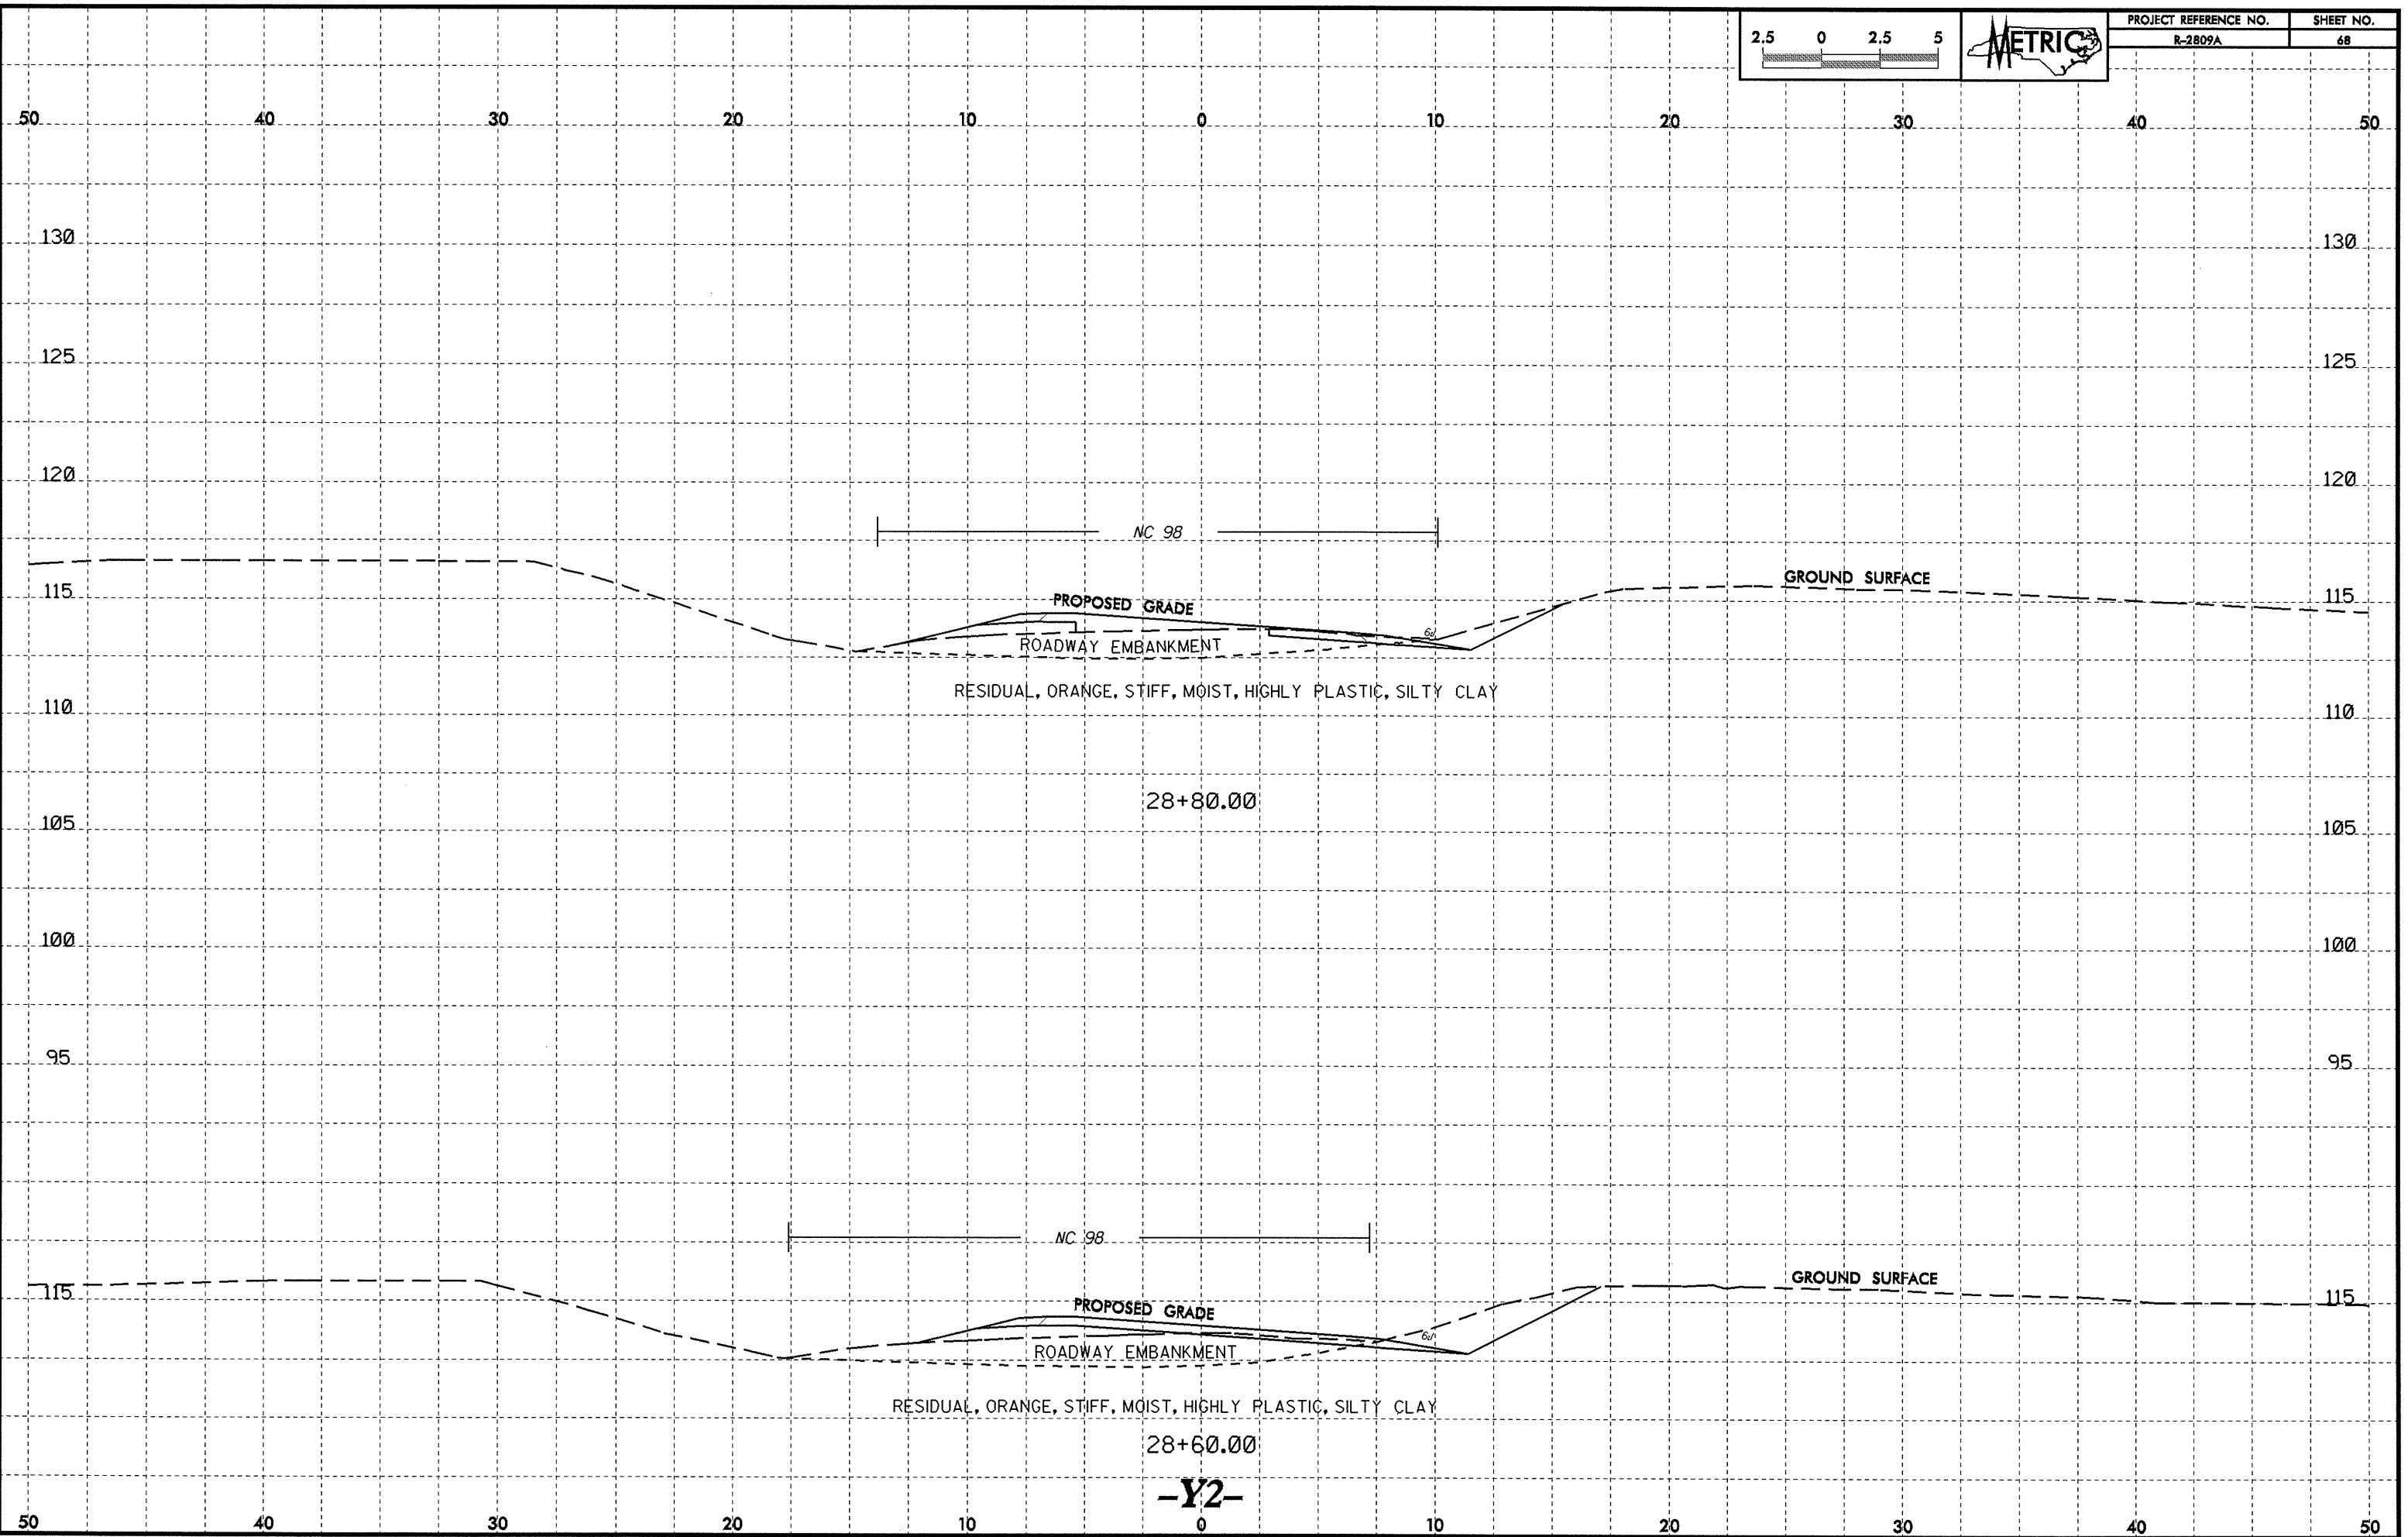 PROJECT REFERENCE NO. SHEET NO.
2.5 0 2.5 5 METRIC R-2809A 68
50 40 30 20 10 0 10 20 30 40 50
130 130
125 125
120 120
NC 98
GROUND SURFACE
115 PROPOSED GRADE 115
ROADWAY EMBANKMENT
RESIDUAL, ORANGE, STIFF, MOIST, HIGHLY PLASTIC, SILTY CLAY
110 110
28+80.00
105 105
100 100
95 95
NC 98
GROUND SURFACE
115 PROPOSED GRADE 115
ROADWAY EMBANKMENT
RESIDUAL, ORANGE, STIFF, MOIST, HIGHLY PLASTIC, SILTY CLAY
28+60.00
-Y2-
50 40 30 20 10 0 10 20 30 40 50